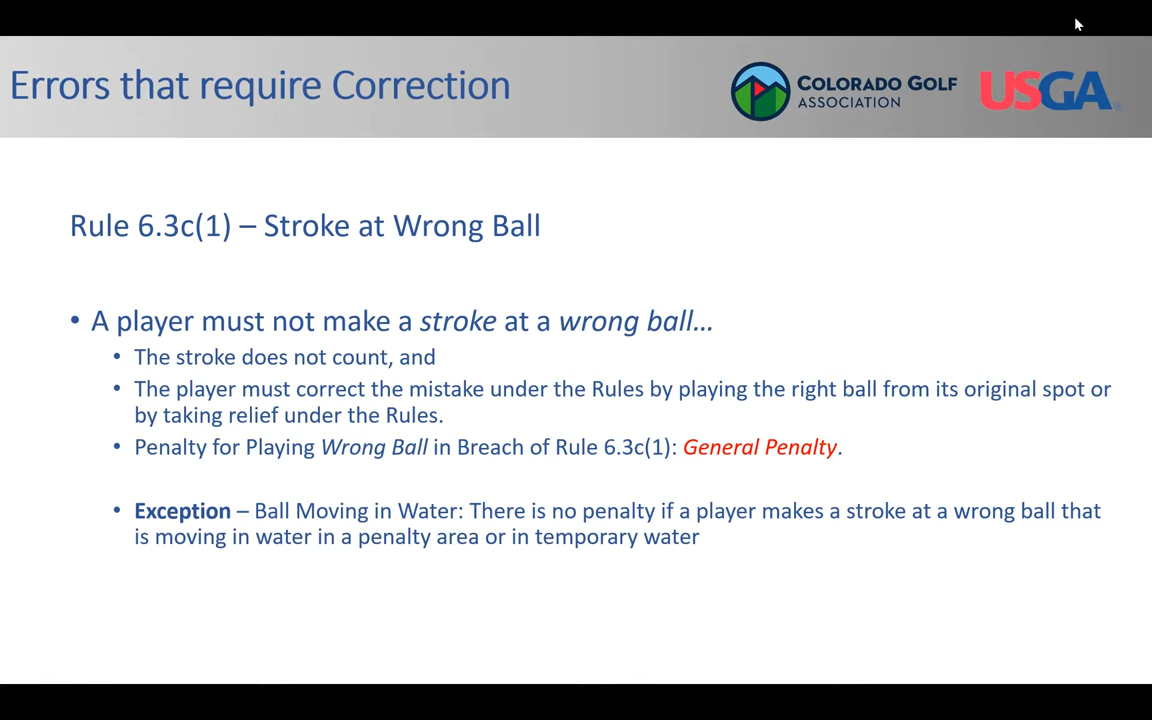 Errors that require Correction
COLORADO GOLF
ASSOCIATION
USGA®
Rule 6.3c(1) – Stroke at Wrong Ball
• A player must not make a stroke at a wrong ball…
• The stroke does not count, and
• The player must correct the mistake under the Rules by playing the right ball from its original spot or
by taking relief under the Rules.
• Penalty for Playing Wrong Ball in Breach of Rule 6.3c(1): General Penalty.
• Exception – Ball Moving in Water: There is no penalty if a player makes a stroke at a wrong ball that
is moving in water in a penalty area or in temporary water